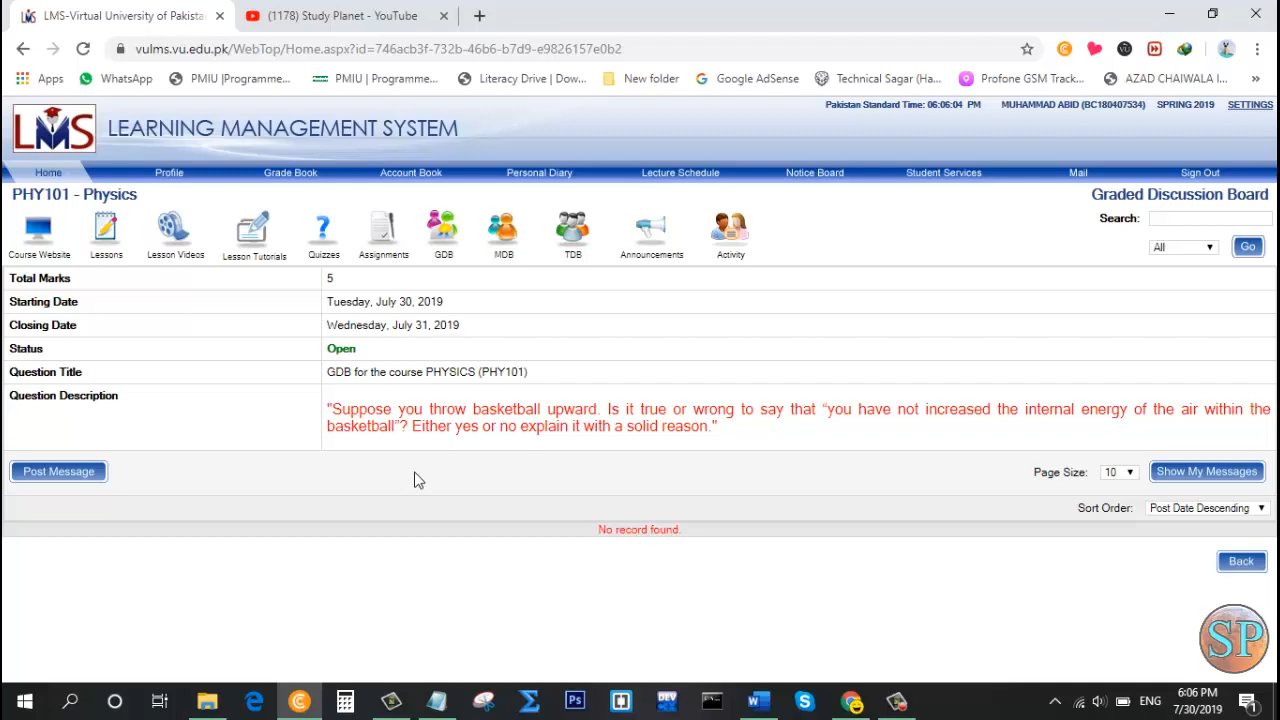 LMS-Virtual University of Pakista
(1178) Study Planet - YouTube
vulms.vu.edu.pk/WebTop/Home.aspx?id=746acb3f-732b-46b6-b7d9-e9826157e0b2
Apps WhatsApp PMIU |Programme... PMIU | Programme... Literacy Drive | Dow... New folder Google AdSense Technical Sagar (Ha... Profone GSM Track... AZAD CHAIWALA I... »
Pakistan Standard Time: 06:06:04 PM MUHAMMAD ABID (BC180407534) SPRING 2019 SETTINGS
LMS LEARNING MANAGEMENT SYSTEM
Home Profile Grade Book Account Book Personal Diary Lecture Schedule Notice Board Student Services Mail Sign Out
PHY101 - Physics Graded Discussion Board
Search:
Course Website Lessons Lesson Videos Lesson Tutorials Quizzes Assignments GDB MDB TDB Announcements Activity
All Go
Total Marks 5
Starting Date Tuesday, July 30, 2019
Closing Date Wednesday, July 31, 2019
Status Open
Question Title GDB for the course PHYSICS (PHY101)
Question Description
"Suppose you throw basketball upward. Is it true or wrong to say that “you have not increased the internal energy of the air within the
basketball”? Either yes or no explain it with a solid reason."
Post Message Page Size: 10 Show My Messages
Sort Order: Post Date Descending
No record found.
Back
SP
DEV
ENG
6:06 PM
7/30/2019
1